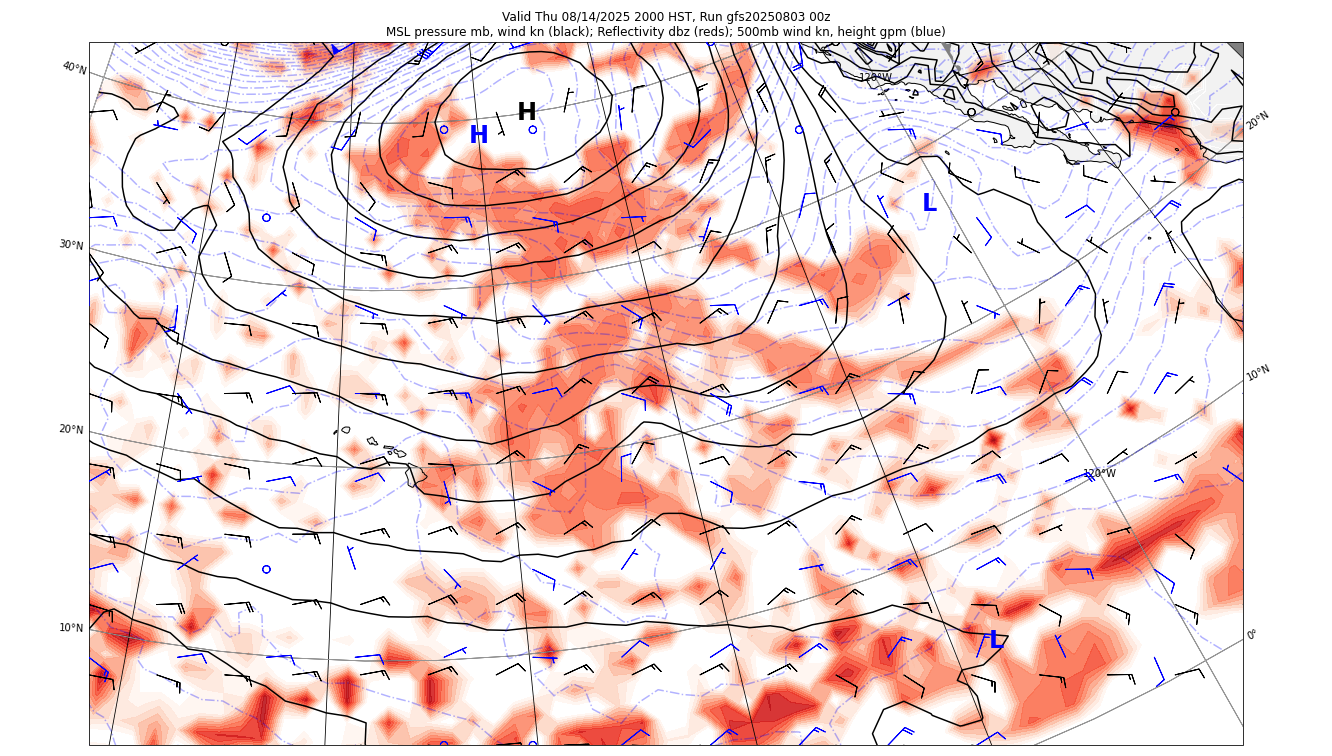 Valid Thu 08/14/2025 2000 HST, Run gfs20250803 00z
MSL pressure mb, wind kn (black); Reflectivity dbz (reds); 500mb wind kn, height gpm (blue)
40°N
120°W
20°N
H
H
L
30°N
10°N
20°N
120°W
10°N
0°
L